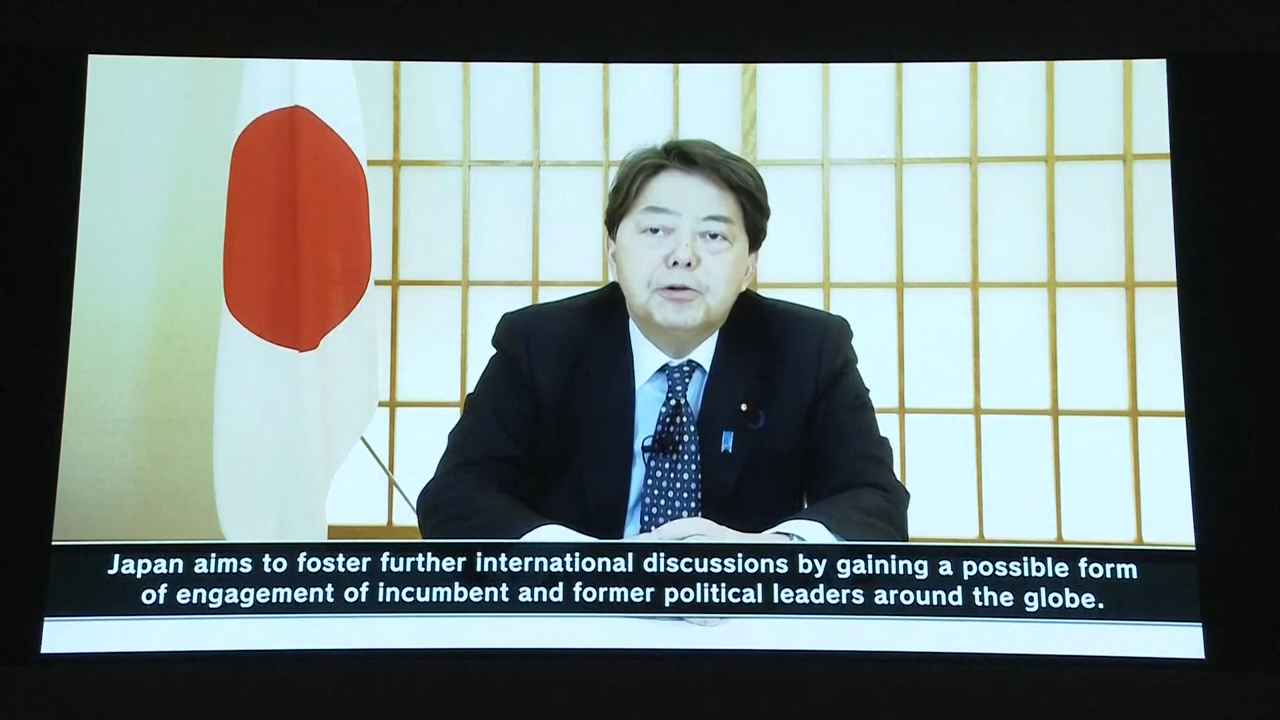 Japan aims to foster further international discussions by gaining a possible form
of engagement of incumbent and former political leaders around the globe.